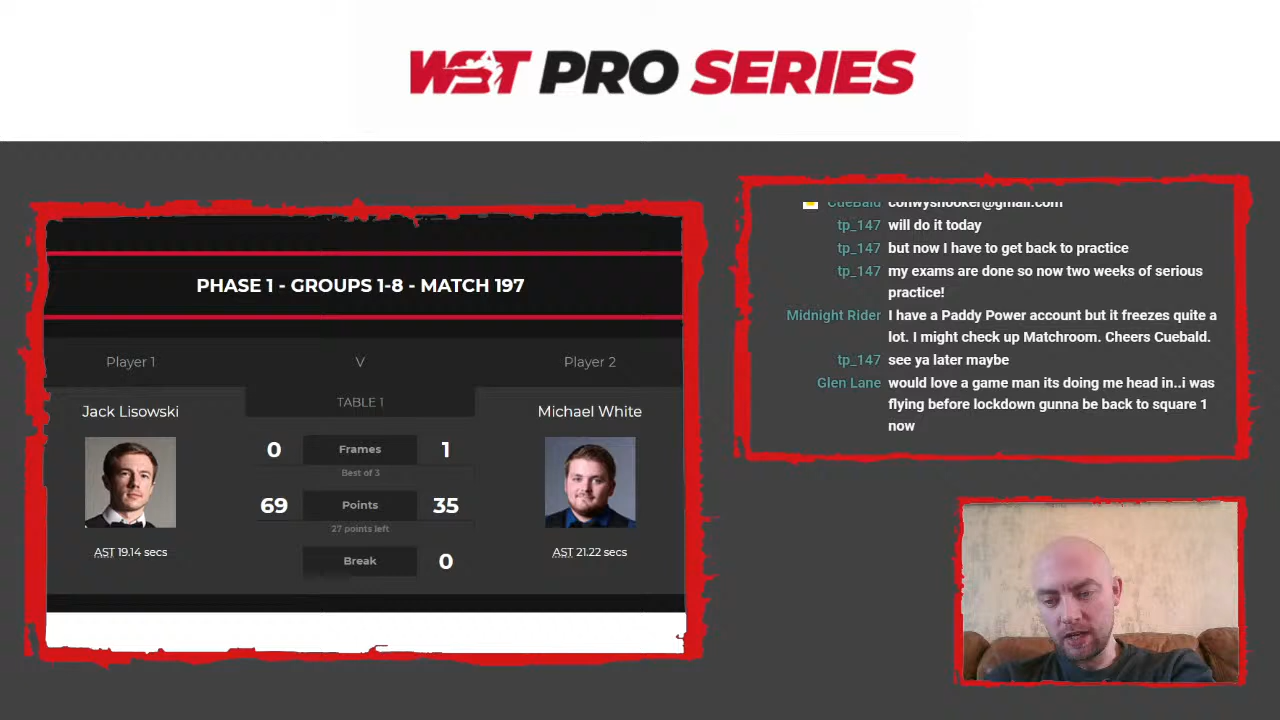 WST PRO SERIES
PHASE 1 - GROUPS 1-8 - MATCH 197
Player 1 V Player 2
TABLE 1
Jack Lisowski Michael White
0 Frames 1
Best of 3
69 Points 35
27 points left
AST 19.14 secs AST 21.22 secs
Break 0
CueBald conwysnooker@gmail.com
tp_147 will do it today
tp_147 but now I have to get back to practice
tp_147 my exams are done so now two weeks of serious
practice!
Midnight Rider I have a Paddy Power account but it freezes quite a
lot. I might check up Matchroom. Cheers Cuebald.
tp_147 see ya later maybe
Glen Lane would love a game man its doing me head in..i was
flying before lockdown gunna be back to square 1
now